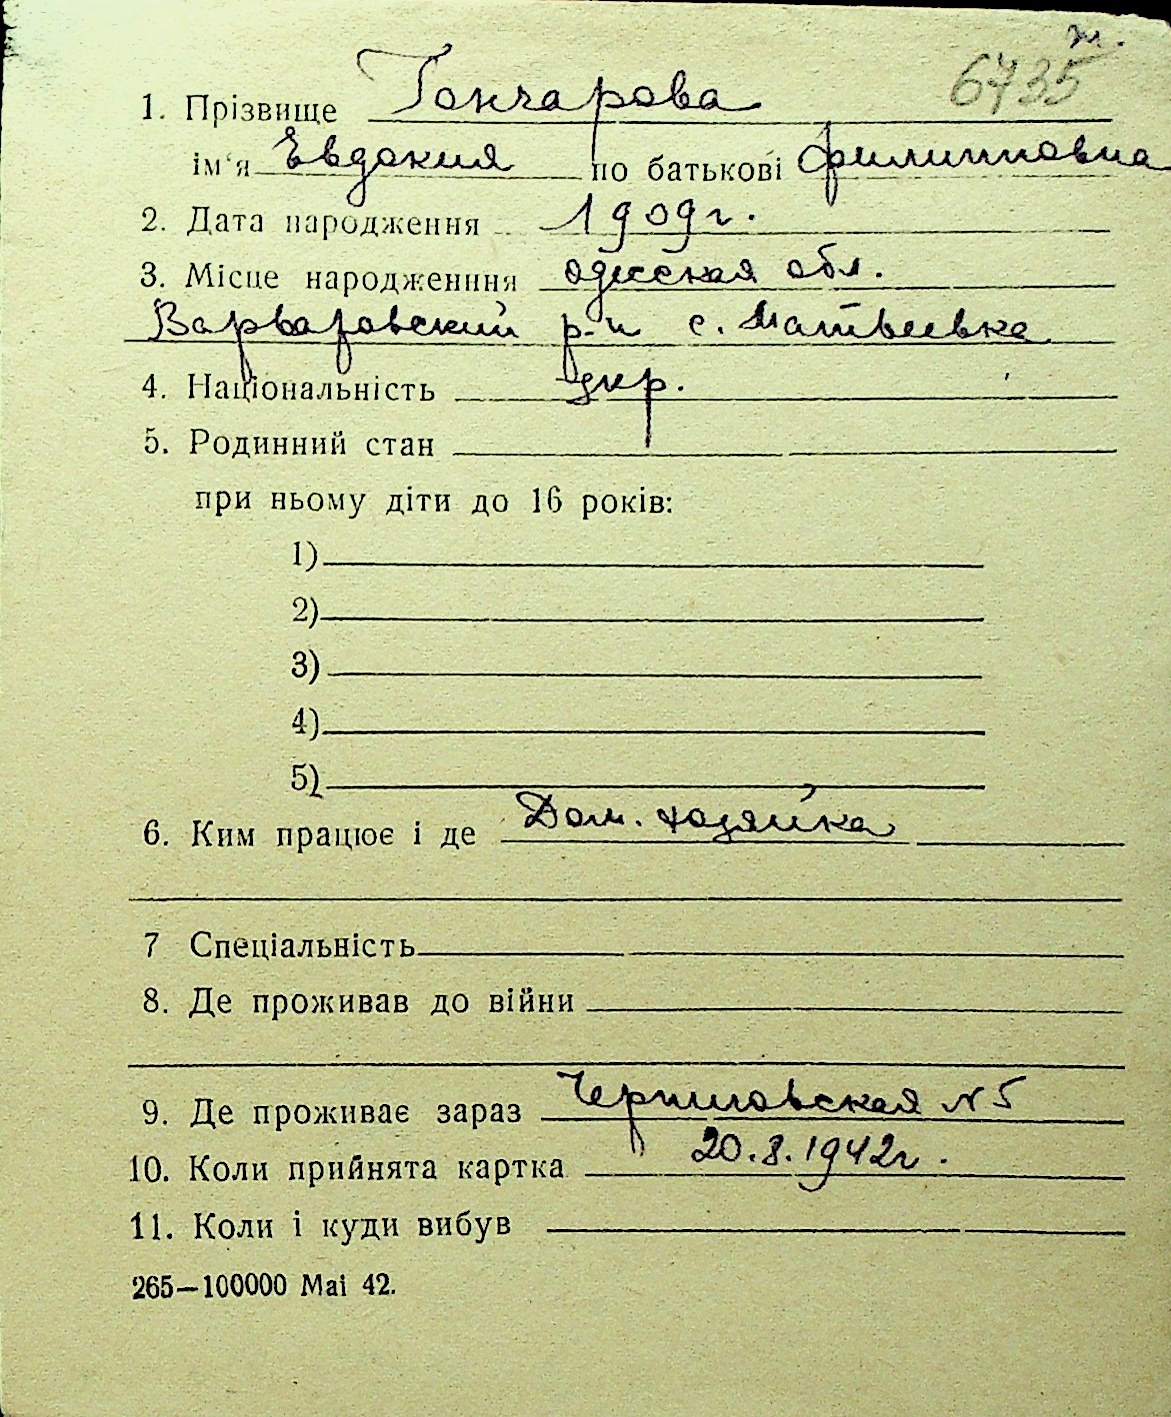 ж.
6735
1. Прізвище Гончарова
ім'я Евдокия по батькові Филипповна
2. Дата народження 1909 г.
3. Місце народженння Одесская обл.
Варваровский р-н с. Матвеевка
4. Національність укр.
5. Родинний стан
при ньому діти до 16 років:
1)
2)
3)
4)
5)
6. Ким працює і де Дом. хозяйка
7 Спеціальність
8. Де проживав до війни
9. Де проживає зараз Черниговская № 5
10. Коли прийнята картка 20.8.1942 г.
11. Коли і куди вибув
265—100000 Mai 42.